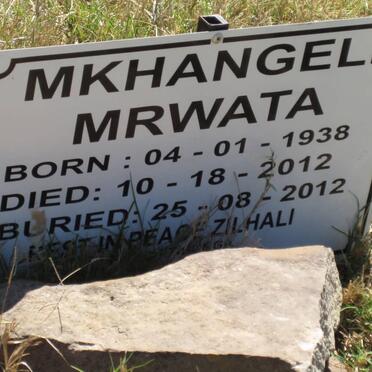 MKHANGELI
MRWATA
BORN : 04 - 01 - 1938
DIED: 10 - 18 - 2012
BURIED: 25 - 08 - 2012
REST IN PEACE ZILHALI